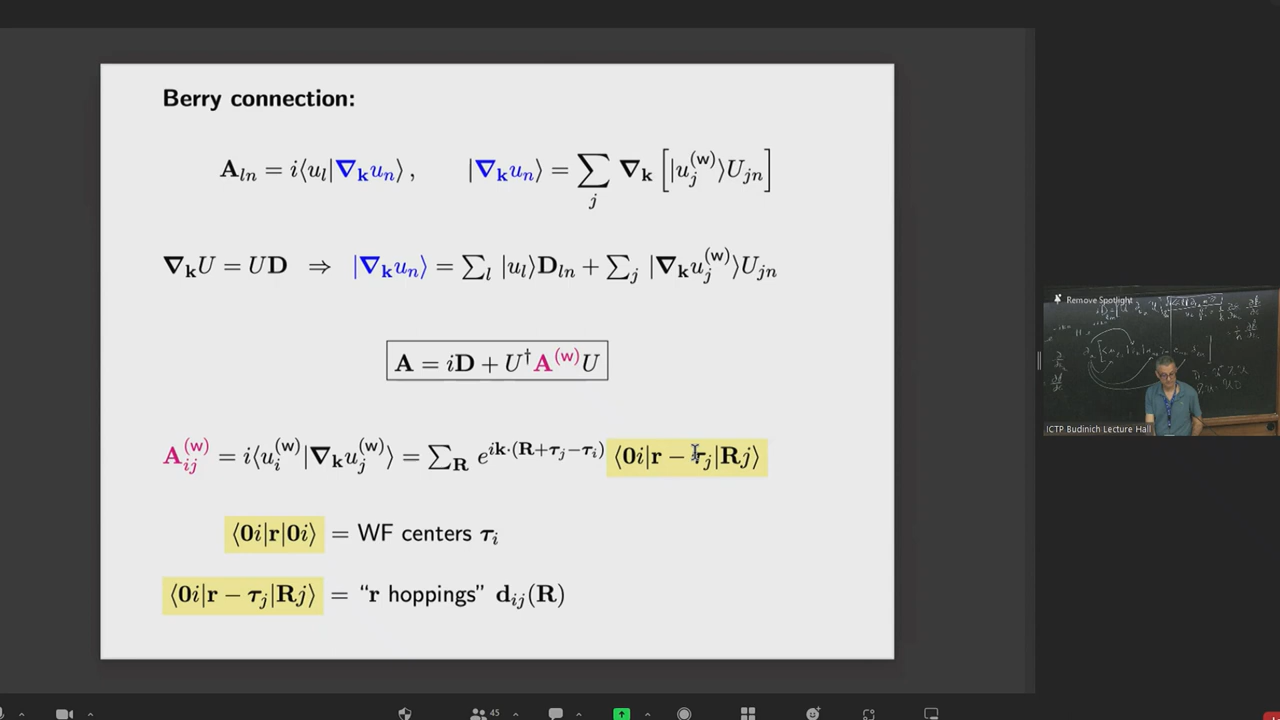 Berry connection:
A_{ln} = i⟨u_l|∇_k u_n⟩ ,   |∇_k u_n⟩ = ∑_j ∇_k [|u_j^{(w)}⟩U_{jn}]
∇_k U = UD ⇒ |∇_k u_n⟩ = ∑_l |u_l⟩D_{ln} + ∑_j |∇_k u_j^{(w)}⟩U_{jn}
A = iD + U†A^{(w)}U
A_{ij}^{(w)} = i⟨u_i^{(w)}|∇_k u_j^{(w)}⟩ = ∑_R e^{ik·(R+τ_j−τ_i)} ⟨0i|r − τ_j|Rj⟩
⟨0i|r|0i⟩ = WF centers τ_i
⟨0i|r − τ_j|Rj⟩ = “r hoppings” d_{ij}(R)
Remove Spotlight
ICTP Budinich Lecture Hall
45